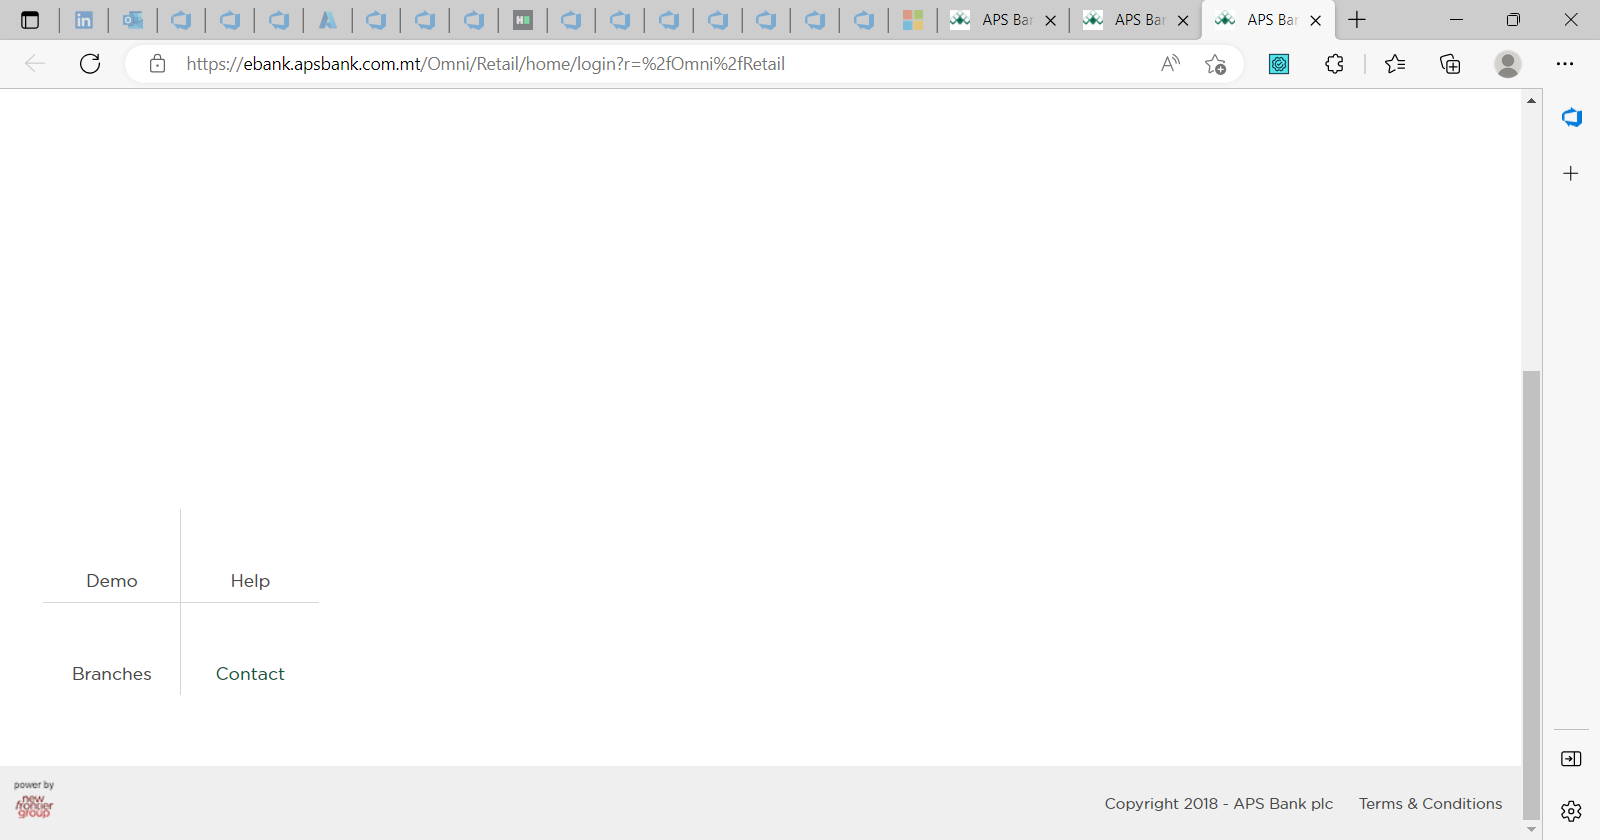 APS Bar
APS Bar
APS Bar
https://ebank.apsbank.com.mt/Omni/Retail/home/login?r=%2fOmni%2fRetail
Demo
Help
Branches
Contact
power by
new
frontier
group
Copyright 2018 - APS Bank plc
Terms & Conditions